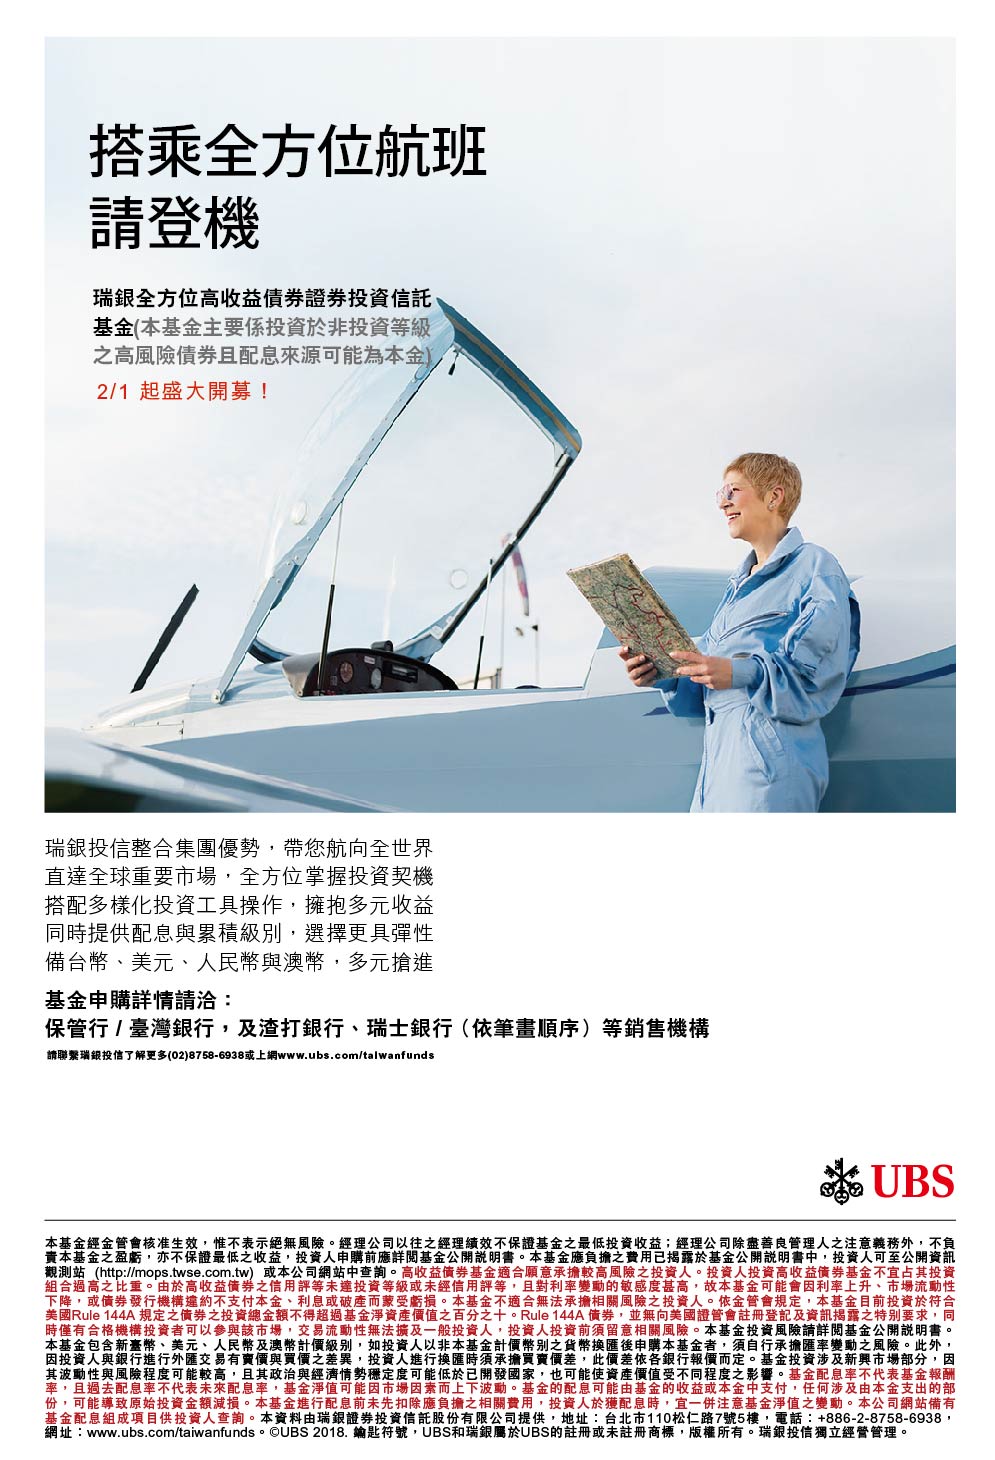 搭乘全方位航班
請登機
瑞銀全方位高收益債券證券投資信託
基金(本基金主要係投資於非投資等級
之高風險債券且配息來源可能為本金)
2/1 起盛大開募！
瑞銀投信整合集團優勢，帶您航向全世界
直達全球重要市場，全方位掌握投資契機
搭配多樣化投資工具操作，擁抱多元收益
同時提供配息與累積級別，選擇更具彈性
備台幣、美元、人民幣與澳幣，多元搶進
基金申購詳情請洽：
保管行 / 臺灣銀行，及渣打銀行、瑞士銀行（依筆畫順序）等銷售機構
請聯繫瑞銀投信了解更多(02)8758-6938或上網www.ubs.com/taiwanfunds
UBS
本基金經金管會核准生效，惟不表示絕無風險。經理公司以往之經理績效不保證基金之最低投資收益；經理公司除盡善良管理人之注意義務外，不負
責本基金之盈虧，亦不保證最低之收益，投資人申購前應詳閱基金公開說明書。本基金應負擔之費用已揭露於基金公開說明書中，投資人可至公開資訊
觀測站 (http://mops.twse.com.tw) 或本公司網站中查詢。高收益債券基金適合願意承擔較高風險之投資人。投資人投資高收益債券基金不宜占其投資
組合過高之比重。由於高收益債券之信用評等未達投資等級或未經信用評等，且對利率變動的敏感度甚高，故本基金可能會因利率上升、市場流動性
下降，或債券發行機構違約不支付本金、利息或破產而蒙受虧損。本基金不適合無法承擔相關風險之投資人。依金管會規定，本基金目前投資於符合
美國Rule 144A 規定之債券之投資總金額不得超過基金淨資產價值之百分之十。Rule 144A 債券，並無向美國證管會註冊登記及資訊揭露之特別要求，同
時僅有合格機構投資者可以參與該市場，交易流動性無法擴及一般投資人，投資人投資前須留意相關風險。本基金投資風險請詳閱基金公開說明書。
本基金包含新臺幣、美元、人民幣及澳幣計價級別，如投資人以非本基金計價幣別之貨幣換匯後申購本基金者，須自行承擔匯率變動之風險。此外，
因投資人與銀行進行外匯交易有賣價與買價之差異，投資人進行換匯時須承擔買賣價差，此價差依各銀行報價而定。基金投資涉及新興市場部分，因
其波動性與風險程度可能較高，且其政治與經濟情勢穩定度可能低於已開發國家，也可能使資產價值受不同程度之影響。基金配息率不代表基金報酬
率，且過去配息率不代表未來配息率，基金淨值可能因市場因素而上下波動。基金的配息可能由基金的收益或本金中支付，任何涉及由本金支出的部
份，可能導致原始投資金額減損。本基金進行配息前未先扣除應負擔之相關費用，投資人於獲配息時，宜一併注意基金淨值之變動。本公司網站備有
基金配息組成項目供投資人查詢。本資料由瑞銀證券投資信託股份有限公司提供，地址：台北市110松仁路7號5樓，電話：+886-2-8758-6938，
網址：www.ubs.com/taiwanfunds。©UBS 2018. 鑰匙符號，UBS和瑞銀屬於UBS的註冊或未註冊商標，版權所有。瑞銀投信獨立經營管理。